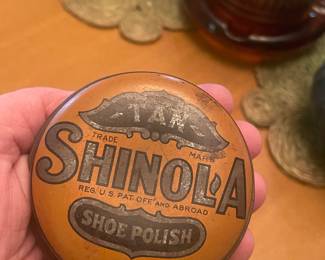 TAN
TRADE MARK
SHINOLA
REG. U.S. PAT. OFF. AND ABROAD
SHOE POLISH